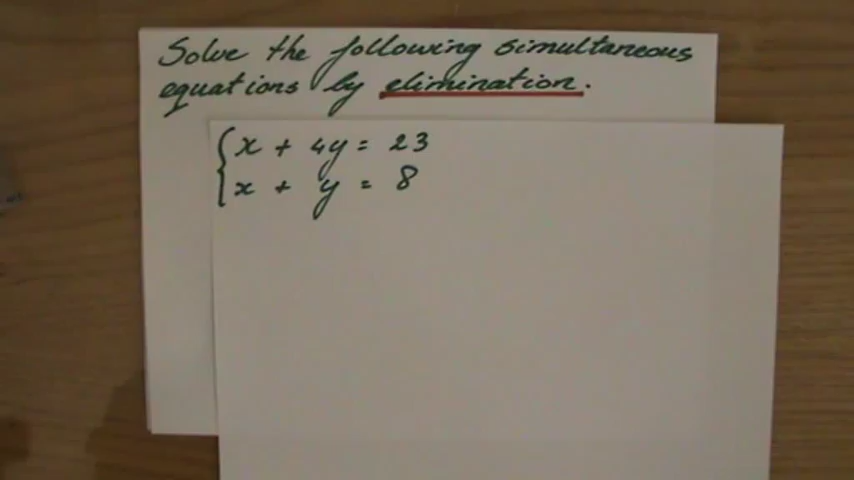 Solve the following simultaneous
equations by elimination.
x + 4y = 23
x + y = 8